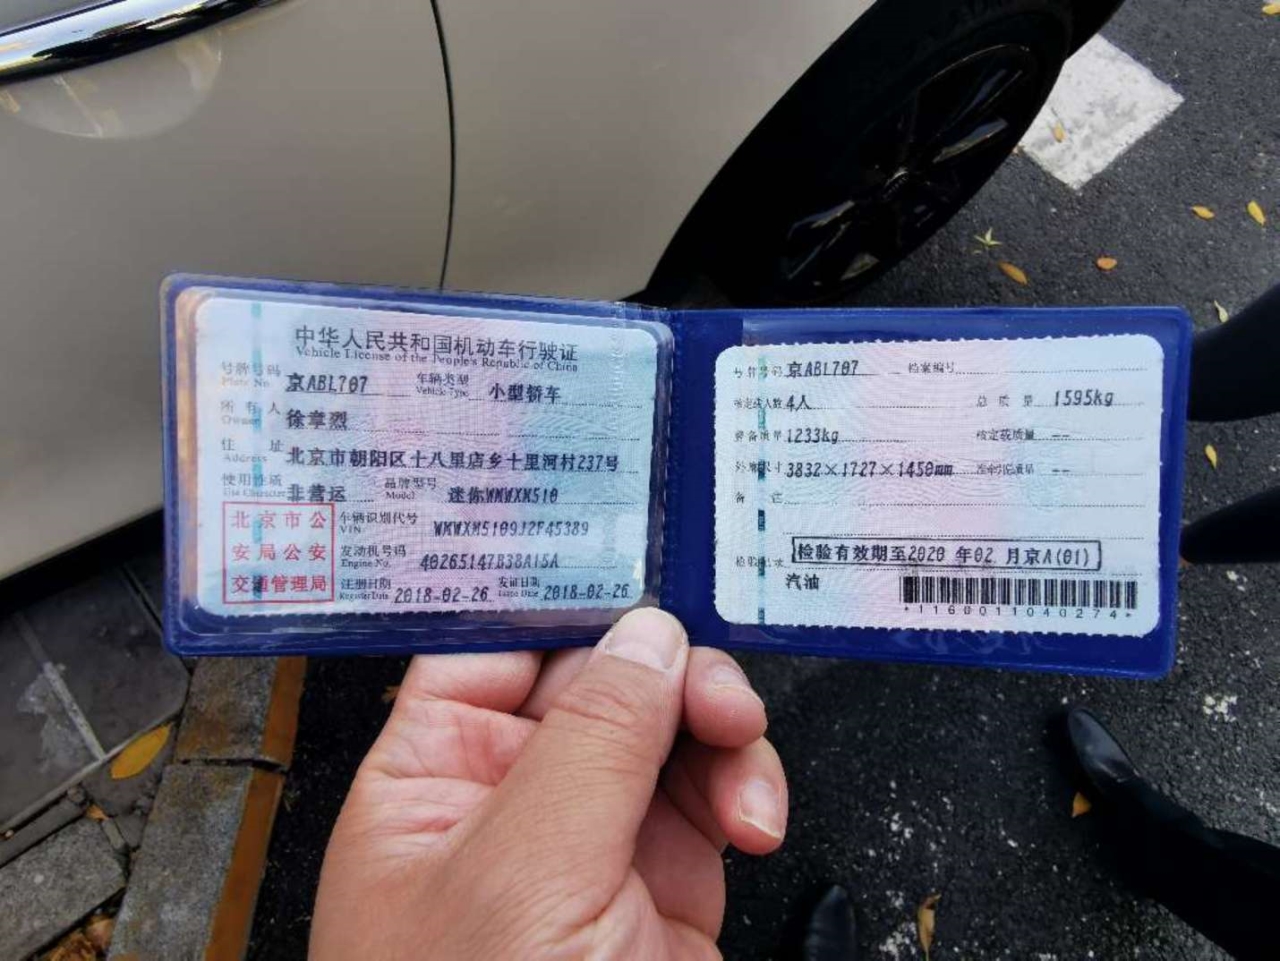 中华人民共和国机动车行驶证
Vehicle License of the People's Republic of China
号牌号码 京ABL707 车辆类型 小型轿车
Plate No. Vehicle Type
所有人 徐章烈
Owner
住址 北京市朝阳区十八里店乡十里河村237号
Address
使用性质 非营运 品牌型号 迷你WMWXM510
Use Character Model
北京市公
安局公安
交通管理局
车辆识别代号 WMWXM5109J2F45389
VIN
发动机号码 40265147B38A15A
Engine No.
注册日期 2018-02-26 发证日期 2018-02-26
Register Date Issue Date
号牌号码 京ABL707 档案编号
核定载人数 4人 总质量 1595kg
整备质量 1233kg 核定载质量 --
外廓尺寸 3832×1727×1450mm 准牵引总质量 --
备注
检验记录 检验有效期至2020年02月京A(01)
汽油
*1160011040274*